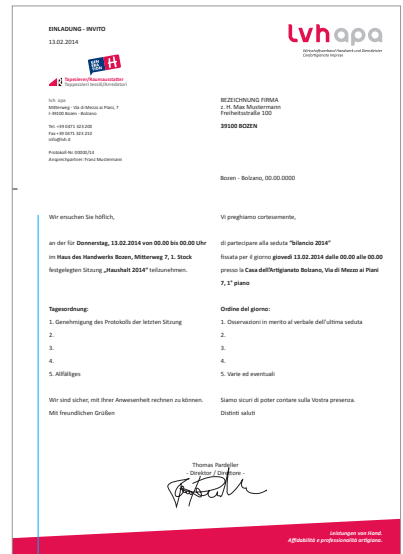 EINLADUNG - INVITO
13.02.2014
lvh apa
Wirtschaftsverband Handwerk und Dienstleister
Confartigianato Imprese
EIN
GENE
RATION
H
Tapezierer/Raumausstatter
Tappezzieri tessili/Arredatori
lvh apa
Mitterweg - Via di Mezzo ai Piani, 7
I-39100 Bozen - Bolzano
Tel. +39 0471 323 200
Fax +39 0471 323 210
info@lvh.it
Protokoll-Nr. 00000/14
Ansprechpartner: Franz Mustermann
BEZEICHNUNG FIRMA
z. H. Max Mustermann
Freiheitsstraße 100
39100 BOZEN
Bozen - Bolzano, 00.00.0000
Wir ersuchen Sie höflich,
an der für Donnerstag, 13.02.2014 von 00.00 bis 00.00 Uhr
im Haus des Handwerks Bozen, Mitterweg 7, 1. Stock
festgelegten Sitzung „Haushalt 2014" teilzunehmen.
Tagesordnung:
1. Genehmigung des Protokolls der letzten Sitzung
2.
3.
4.
5. Allfälliges
Wir sind sicher, mit Ihrer Anwesenheit rechnen zu können.
Mit freundlichen Grüßen
Vi preghiamo cortesemente,
di partecipare alla seduta "bilancio 2014"
fissata per il giorno giovedì 13.02.2014 dalle 00.00 alle 00.00
presso la Casa dell'Artigianato Bolzano, Via di Mezzo ai Piani
7, 1° piano
Ordine del giorno:
1. Osservazioni in merito al verbale dell'ultima seduta
2.
3.
4.
5. Varie ed eventuali
Siamo sicuri di poter contare sulla Vostra presenza.
Distinti saluti
Thomas Pardeller
- Direktor / Direttore -
Leistungen von Hand.
Affidabilità e professionalità artigiana.